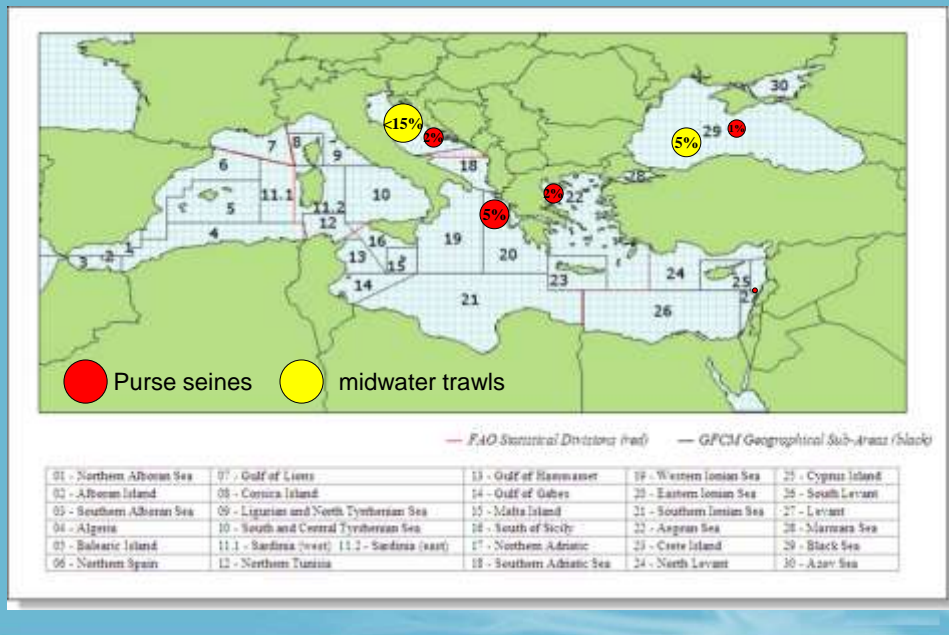 30
<15%
2%
29
1%
5%
7
8
9
6
18
28
2%
22
11.1
10
5
11.2
5%
12
4
19
20
16
1
2
3
13
15
24
25
23
14
27
21
26
Purse seines
midwater trawls
FAO Statistical Divisions (red)
GFCM Geographical Sub-Areas (black)
01 - Northern Alboran Sea
02 - Alboran Island
03 - Southern Alboran Sea
04 - Algeria
05 - Balearic Island
06 - Northern Spain
07 - Gulf of Lions
08 - Corsica Island
09 - Ligurian and North Tyrrhenian Sea
10 - South and Central Tyrrhenian Sea
11.1 - Sardinia (west) 11.2 - Sardinia (east)
12 - Northern Tunisia
13 - Gulf of Hammamet
14 - Gulf of Gabes
15 - Malta Island
16 - South of Sicily
17 - Northern Adriatic
18 - Southern Adriatic Sea
19 - Western Ionian Sea
20 - Eastern Ionian Sea
21 - Southern Ionian Sea
22 - Aegean Sea
23 - Crete Island
24 - North Levant
25 - Cyprus Island
26 - South Levant
27 - Levant
28 - Marmara Sea
29 - Black Sea
30 - Azov Sea